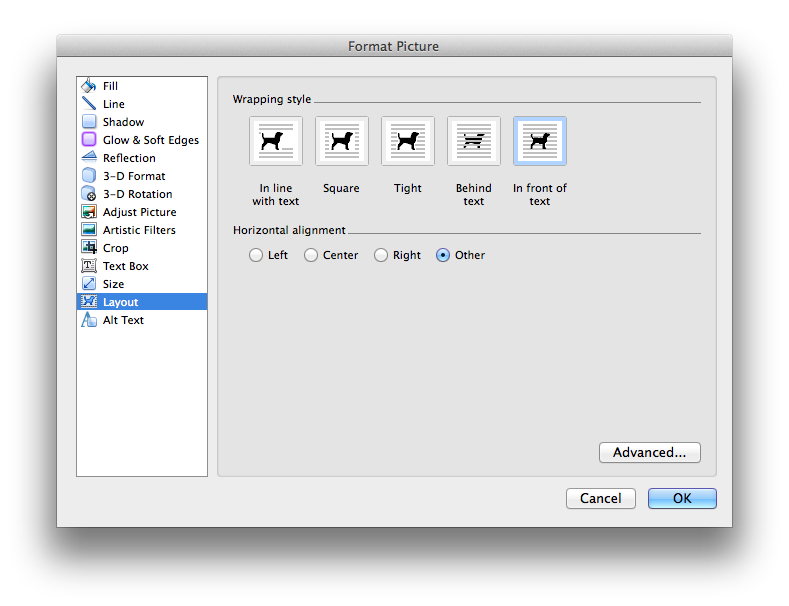 Format Picture
Fill
Line
Shadow
Glow & Soft Edges
Reflection
3-D Format
3-D Rotation
Adjust Picture
Artistic Filters
Crop
Text Box
Size
Layout
Alt Text
Wrapping style
In line
with text
Square
Tight
Behind
text
In front of
text
Horizontal alignment
Left
Center
Right
Other
Advanced...
Cancel
OK